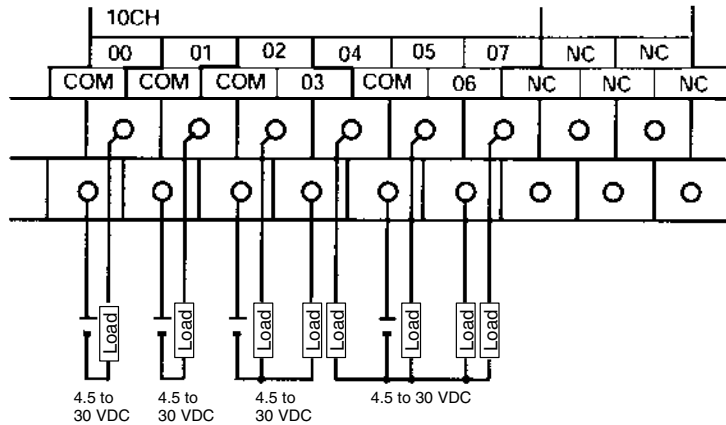 10CH
00 01 02 04 05 07 NC NC
COM COM COM 03 COM 06 NC NC NC
Load Load Load Load Load Load Load Load
4.5 to 4.5 to 4.5 to 4.5 to 30 VDC
30 VDC 30 VDC 30 VDC